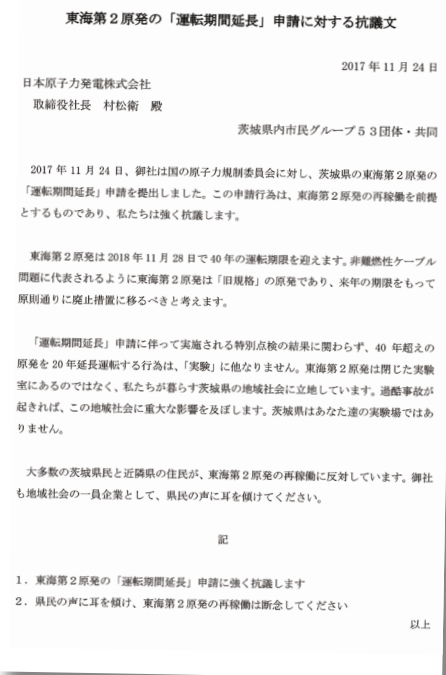 東海第２原発の「運転期間延長」申請に対する抗議文
2017 年 11 月 24 日
日本原子力発電株式会社
取締役社長　村松衛　殿
茨城県内市民グループ５３団体・共同
2017 年 11 月 24 日、御社は国の原子力規制委員会に対し、茨城県の東海第２原発の
「運転期間延長」申請を提出しました。この申請行為は、東海第２原発の再稼働を前提
とするものであり、私たちは強く抗議します。
東海第２原発は 2018 年 11 月 28 日で 40 年の運転期限を迎えます。非難燃性ケーブル
問題に代表されるように東海第２原発は「旧規格」の原発であり、来年の期限をもって
原則通りに廃止措置に移るべきと考えます。
「運転期間延長」申請に伴って実施される特別点検の結果に関わらず、40 年超えの
原発を 20 年延長運転する行為は、「実験」に他なりません。東海第２原発は閉じた実験
室にあるのではなく、私たちが暮らす茨城県の地域社会に立地しています。過酷事故が
起きれば、この地域社会に重大な影響を及ぼします。茨城県はあなた達の実験場ではあ
りません。
大多数の茨城県民と近隣県の住民が、東海第２原発の再稼働に反対しています。御社
も地域社会の一員企業として、県民の声に耳を傾けてください。
記
１．東海第２原発の「運転期間延長」申請に強く抗議します
２．県民の声に耳を傾け、東海第２原発の再稼働は断念してください
以上